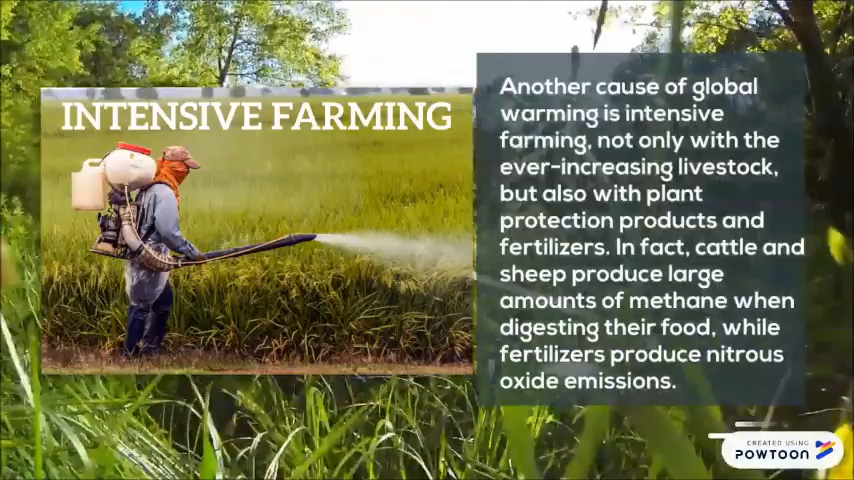 INTENSIVE FARMING
Another cause of global
warming is intensive
farming, not only with the
ever-increasing livestock,
but also with plant
protection products and
fertilizers. In fact, cattle and
sheep produce large
amounts of methane when
digesting their food, while
fertilizers produce nitrous
oxide emissions.
CREATED USING
POWTOON